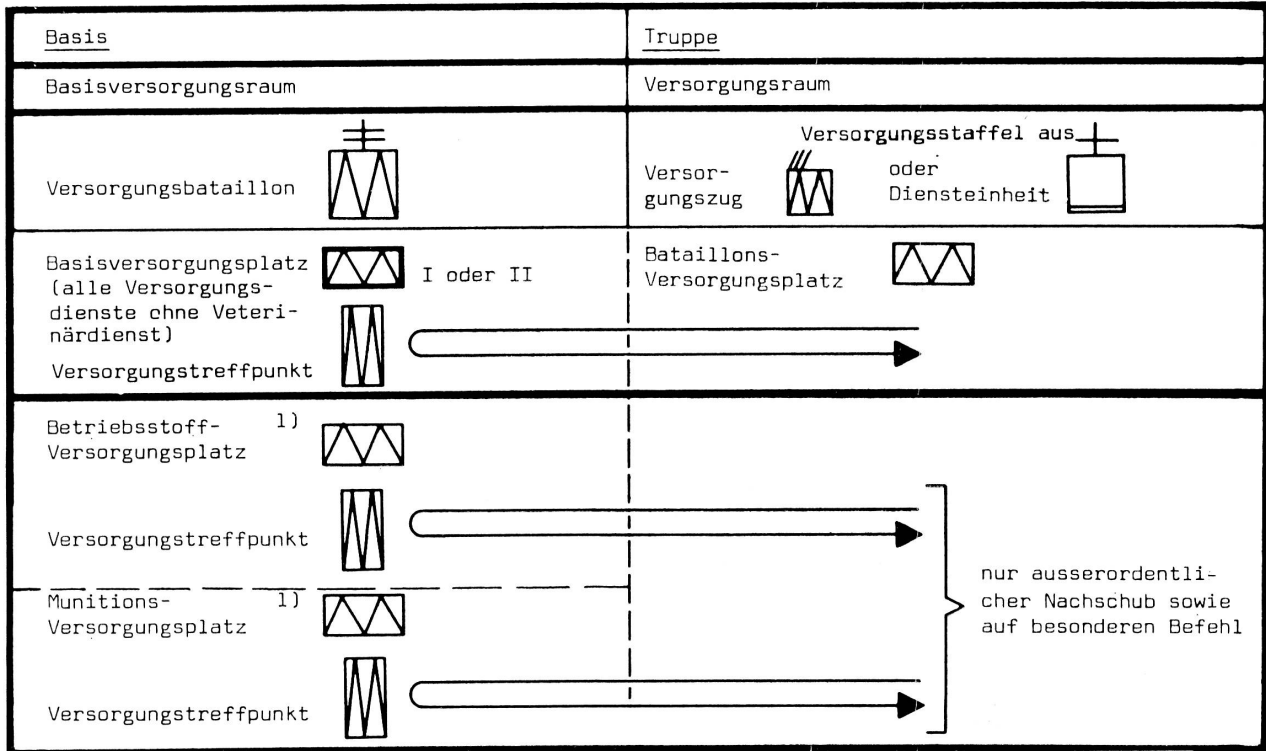 Basis
Truppe
Basisversorgungsraum
Versorgungsraum
Versorgungsbataillon
Versor-
gungszug
Versorgungsstaffel aus
oder
Diensteinheit
Basisversorgungsplatz
(alle Versorgungs-
dienste ohne Veteri-
närdienst)
I oder II
Versorgungstreffpunkt
Bataillons-
Versorgungsplatz
Betriebsstoff- 1)
Versorgungsplatz
Versorgungstreffpunkt
Munitions- 1)
Versorgungsplatz
Versorgungstreffpunkt
nur ausserordentli-
cher Nachschub sowie
auf besonderen Befehl